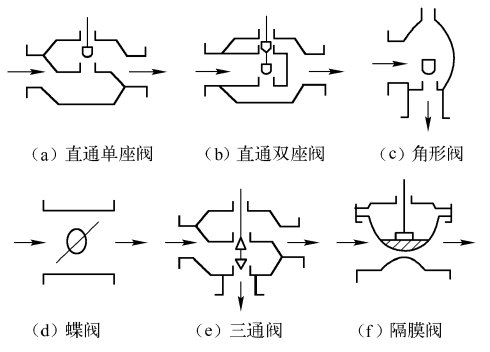 (a) 直通单座阀
(b) 直通双座阀
(c) 角形阀
(d) 蝶阀
(e) 三通阀
(f) 隔膜阀